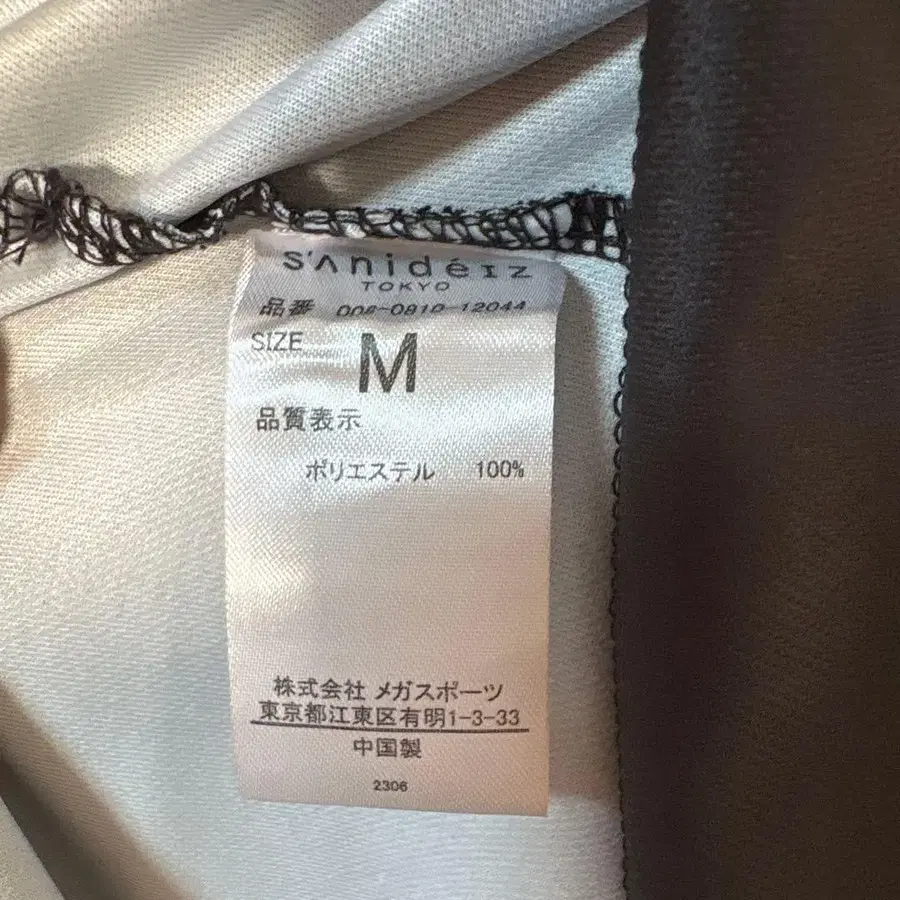 S'ANidéIZ
TOKYO
品番 006-0810-12044
SIZE M
品質表示
ポリエステル 100%
株式会社 メガスポーツ
東京都江東区有明1-3-33
中国製
2306